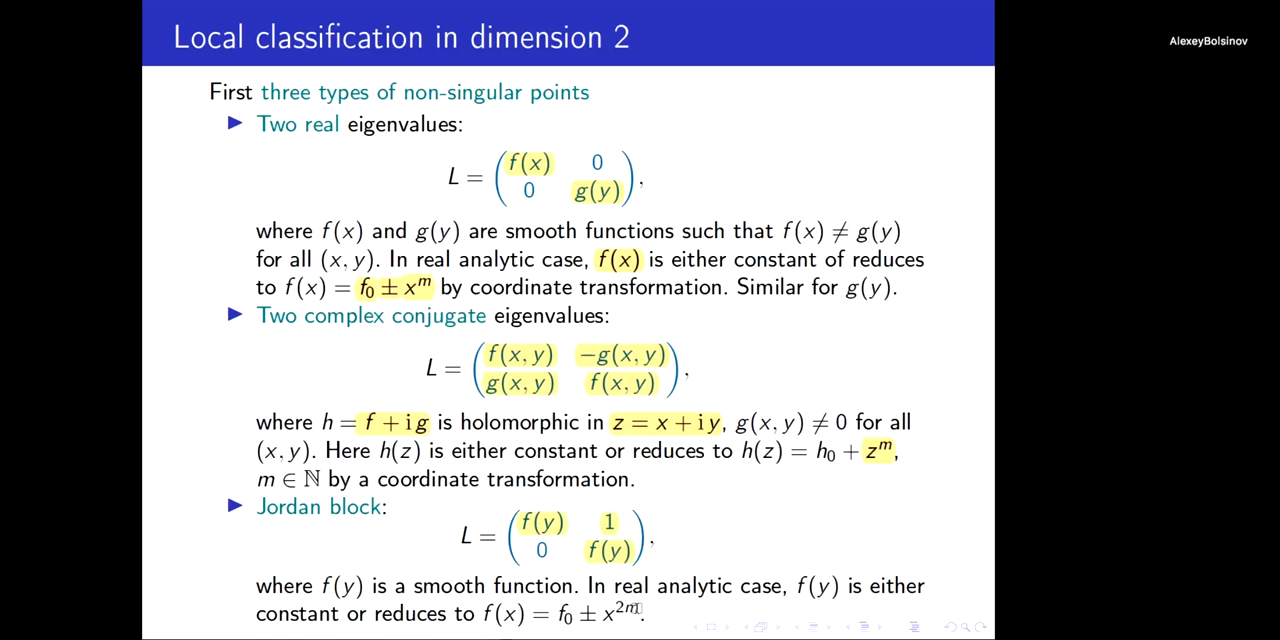 Local classification in dimension 2
AlexeyBolsinov
First three types of non-singular points
▶ Two real eigenvalues:
L = ( f(x) 0
0 g(y) ),
where f(x) and g(y) are smooth functions such that f(x) ≠ g(y)
for all (x, y). In real analytic case, f(x) is either constant of reduces
to f(x) = f₀ ± xᵐ by coordinate transformation. Similar for g(y).
▶ Two complex conjugate eigenvalues:
L = ( f(x, y) −g(x, y)
g(x, y) f(x, y) ),
where h = f + i g is holomorphic in z = x + i y, g(x, y) ≠ 0 for all
(x, y). Here h(z) is either constant or reduces to h(z) = h₀ + zᵐ,
m ∈ ℕ by a coordinate transformation.
▶ Jordan block:
L = ( f(y) 1
0 f(y) ),
where f(y) is a smooth function. In real analytic case, f(y) is either
constant or reduces to f(x) = f₀ ± x²ᵐ.